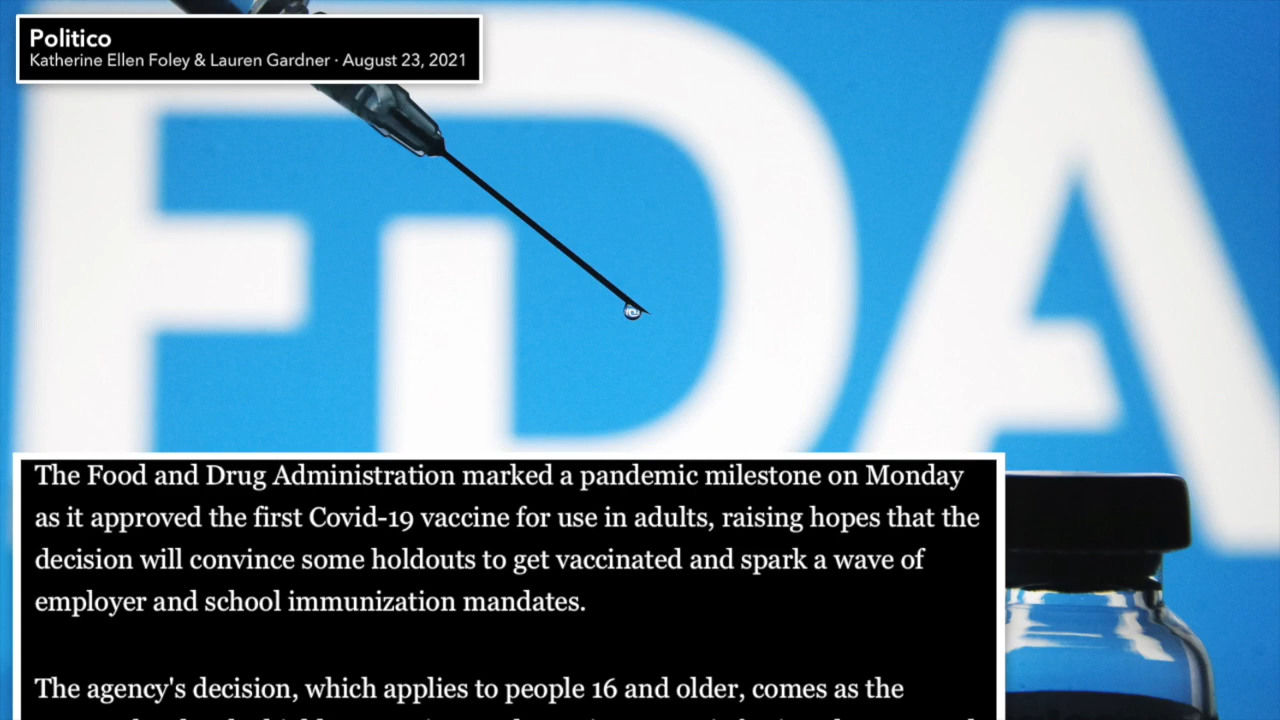 Politico
Katherine Ellen Foley & Lauren Gardner · August 23, 2021
FDA
The Food and Drug Administration marked a pandemic milestone on Monday
as it approved the first Covid-19 vaccine for use in adults, raising hopes that the
decision will convince some holdouts to get vaccinated and spark a wave of
employer and school immunization mandates.
The agency's decision, which applies to people 16 and older, comes as the